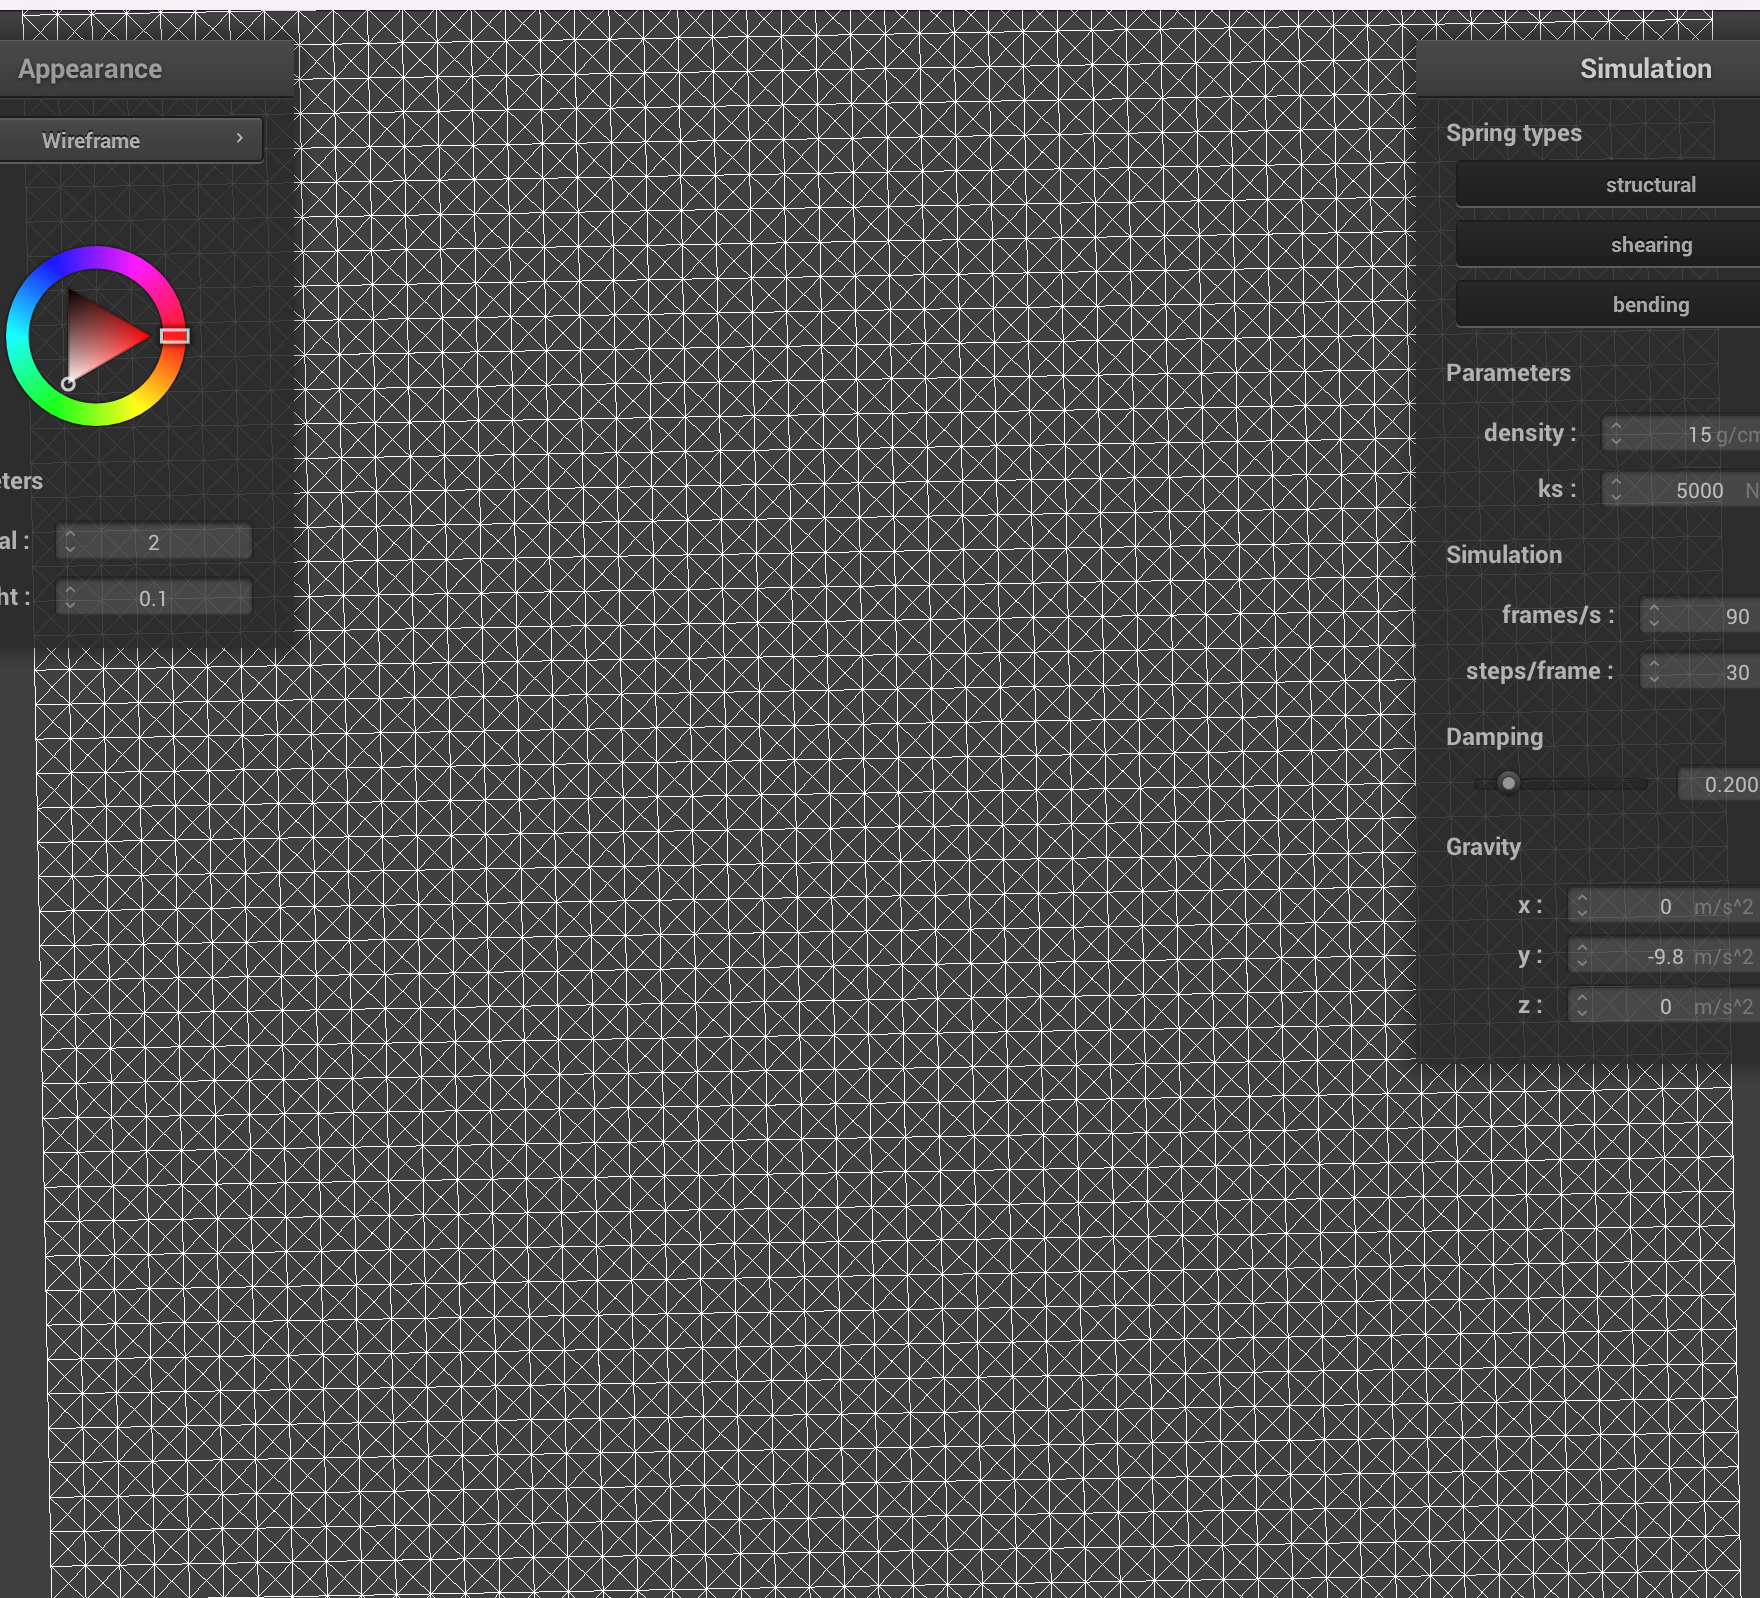 Appearance
Wireframe
eters
al :
2
ht :
0.1
Simulation
Spring types
structural
shearing
bending
Parameters
density :
15 g/cm
ks :
5000 N
Simulation
frames/s :
90
steps/frame :
30
Damping
0.200
Gravity
x :
0 m/s^2
y :
-9.8 m/s^2
z :
0 m/s^2